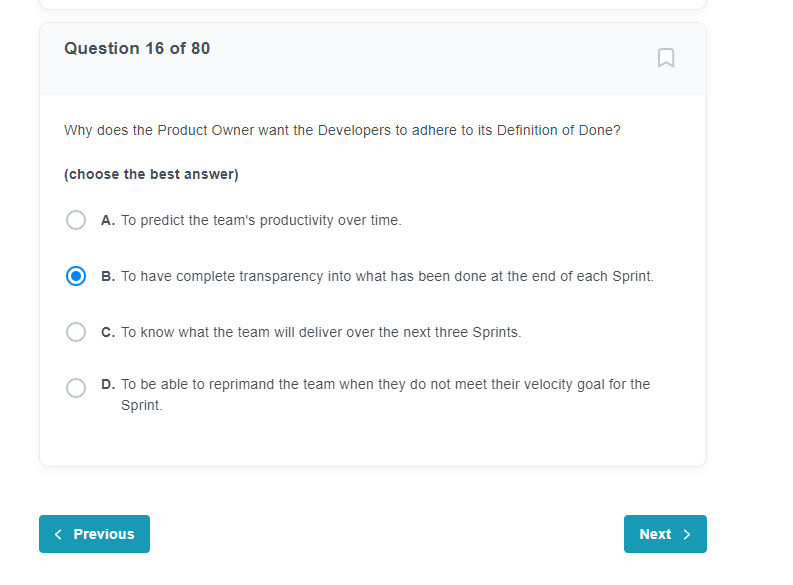 Question 16 of 80
Why does the Product Owner want the Developers to adhere to its Definition of Done?
(choose the best answer)
A. To predict the team's productivity over time.
B. To have complete transparency into what has been done at the end of each Sprint.
C. To know what the team will deliver over the next three Sprints.
D. To be able to reprimand the team when they do not meet their velocity goal for the
Sprint.
Previous
Next